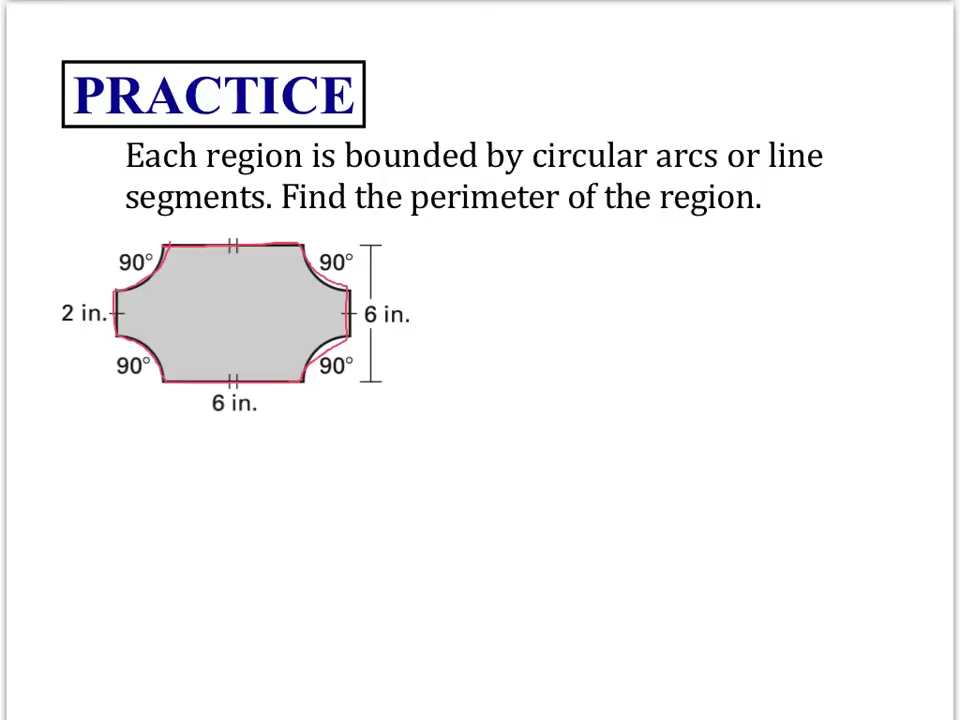 PRACTICE
Each region is bounded by circular arcs or line
segments. Find the perimeter of the region.
90° 90°
2 in. 6 in.
90° 90°
6 in.